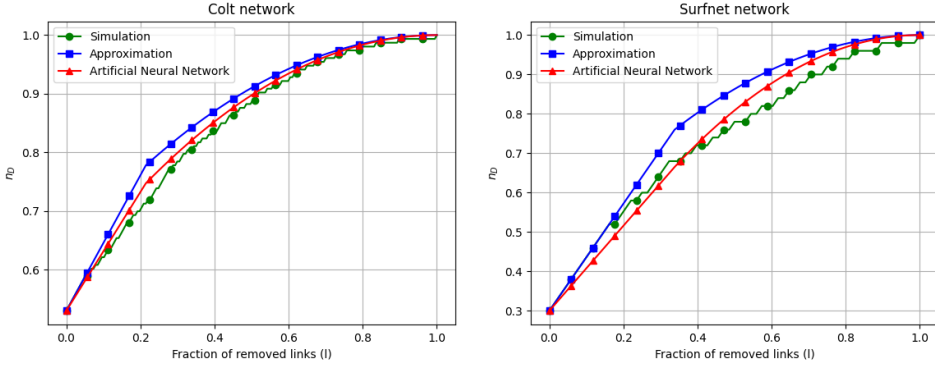 Colt network
Simulation
Approximation
Artificial Neural Network
1.0
0.9
0.8
0.7
0.6
n_D
0.0 0.2 0.4 0.6 0.8 1.0
Fraction of removed links (l)
Surfnet network
Simulation
Approximation
Artificial Neural Network
1.0
0.9
0.8
0.7
0.6
0.5
0.4
0.3
n_D
0.0 0.2 0.4 0.6 0.8 1.0
Fraction of removed links (l)